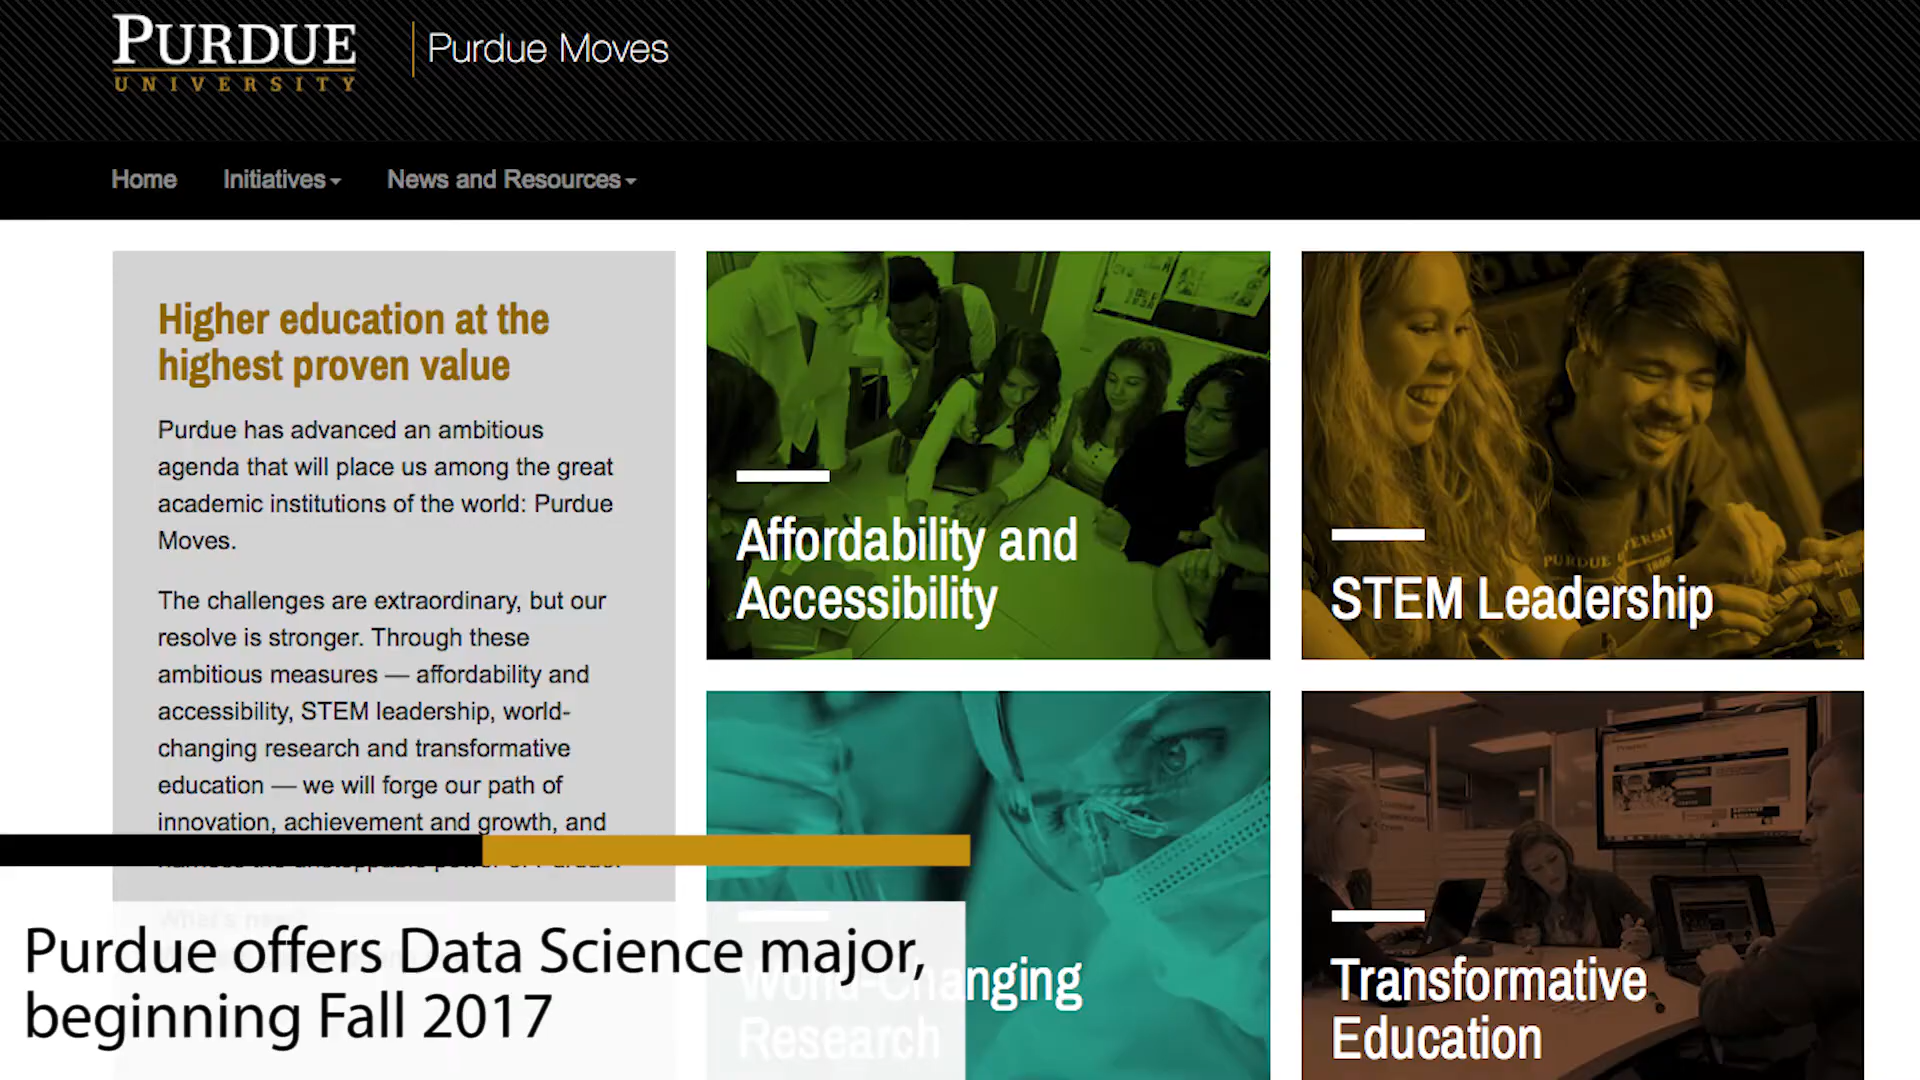 PURDUE
UNIVERSITY
Purdue Moves
Home Initiatives News and Resources
Higher education at the
highest proven value
Purdue has advanced an ambitious
agenda that will place us among the great
academic institutions of the world: Purdue
Moves.
The challenges are extraordinary, but our
resolve is stronger. Through these
ambitious measures — affordability and
accessibility, STEM leadership, world-
changing research and transformative
education — we will forge our path of
innovation, achievement and growth, and
Affordability and
Accessibility
PURDUE
STEM Leadership
World-Changing
Research
Transformative
Education
Purdue offers Data Science major,
beginning Fall 2017